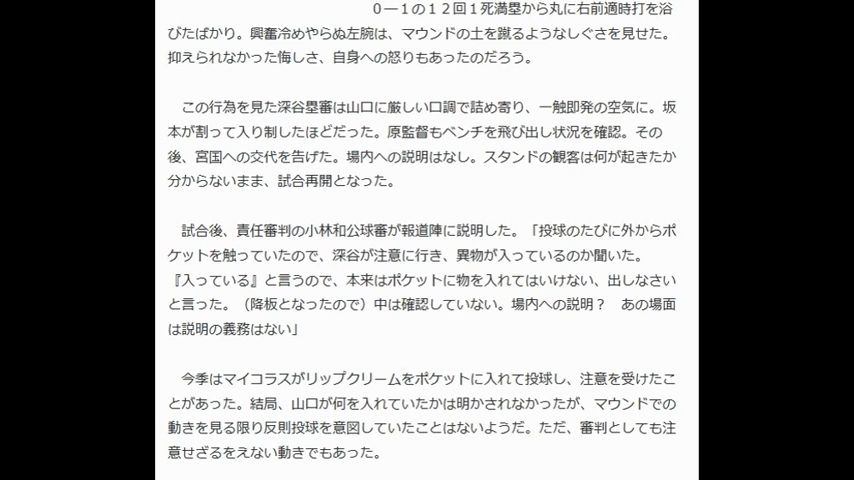 0―1の12回1死満塁から丸に右前適時打を浴
びたばかり。興奮冷めやらぬ左腕は、マウンドの土を蹴るようなしぐさを見せた。
抑えられなかった悔しさ、自身への怒りもあったのだろう。
この行為を見た深谷塁審は山口に厳しい口調で詰め寄り、一触即発の空気に。坂
本が割って入り制したほどだった。原監督もベンチを飛び出し状況を確認。その
後、宮国への交代を告げた。場内への説明はなし。スタンドの観客は何が起きたか
分からないまま、試合再開となった。
試合後、責任審判の小林和公球審が報道陣に説明した。「投球のたびに外からポ
ケットを触っていたので、深谷が注意に行き、異物が入っているのか聞いた。
『入っている』と言うので、本来はポケットに物を入れてはいけない、出しなさい
と言った。（降板となったので）中は確認していない。場内への説明？　あの場面
は説明の義務はない」
今季はマイコラスがリップクリームをポケットに入れて投球し、注意を受けたこ
とがあった。結局、山口が何を入れていたかは明かされなかったが、マウンドでの
動きを見る限り反則投球を意図していたことはないようだ。ただ、審判としても注
意せざるをえない動きでもあった。